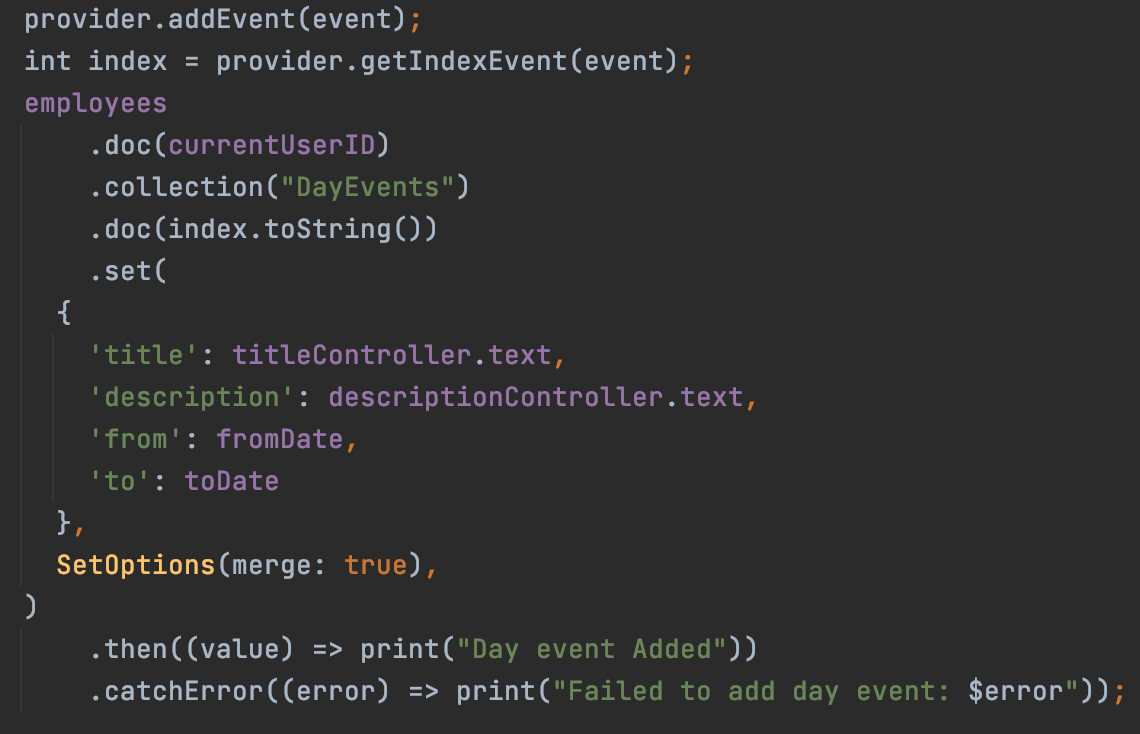 provider.addEvent(event);
int index = provider.getIndexEvent(event);
employees
    .doc(currentUserID)
    .collection("DayEvents")
    .doc(index.toString())
    .set(
  {
    'title': titleController.text,
    'description': descriptionController.text,
    'from': fromDate,
    'to': toDate
  },
  SetOptions(merge: true),
)
    .then((value) => print("Day event Added"))
    .catchError((error) => print("Failed to add day event: $error"));